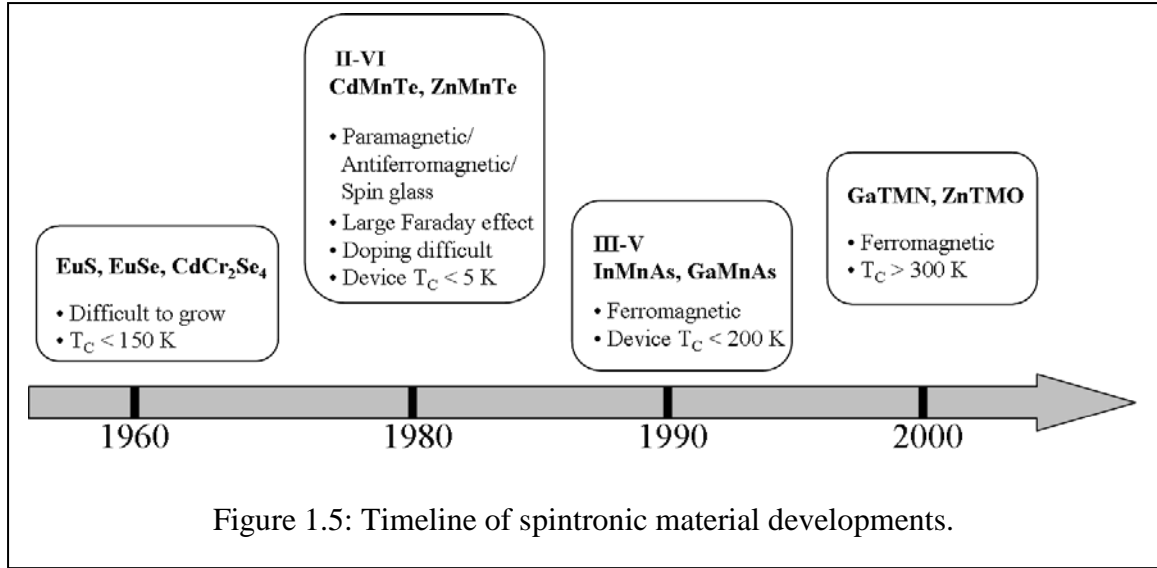 EuS, EuSe, CdCr₂Se₄
• Difficult to grow
• T_C < 150 K
II-VI
CdMnTe, ZnMnTe
• Paramagnetic/
Antiferromagnetic/
Spin glass
• Large Faraday effect
• Doping difficult
• Device T_C < 5 K
III-V
InMnAs, GaMnAs
• Ferromagnetic
• Device T_C < 200 K
GaTMN, ZnTMO
• Ferromagnetic
• T_C > 300 K
1960
1980
1990
2000
Figure 1.5: Timeline of spintronic material developments.